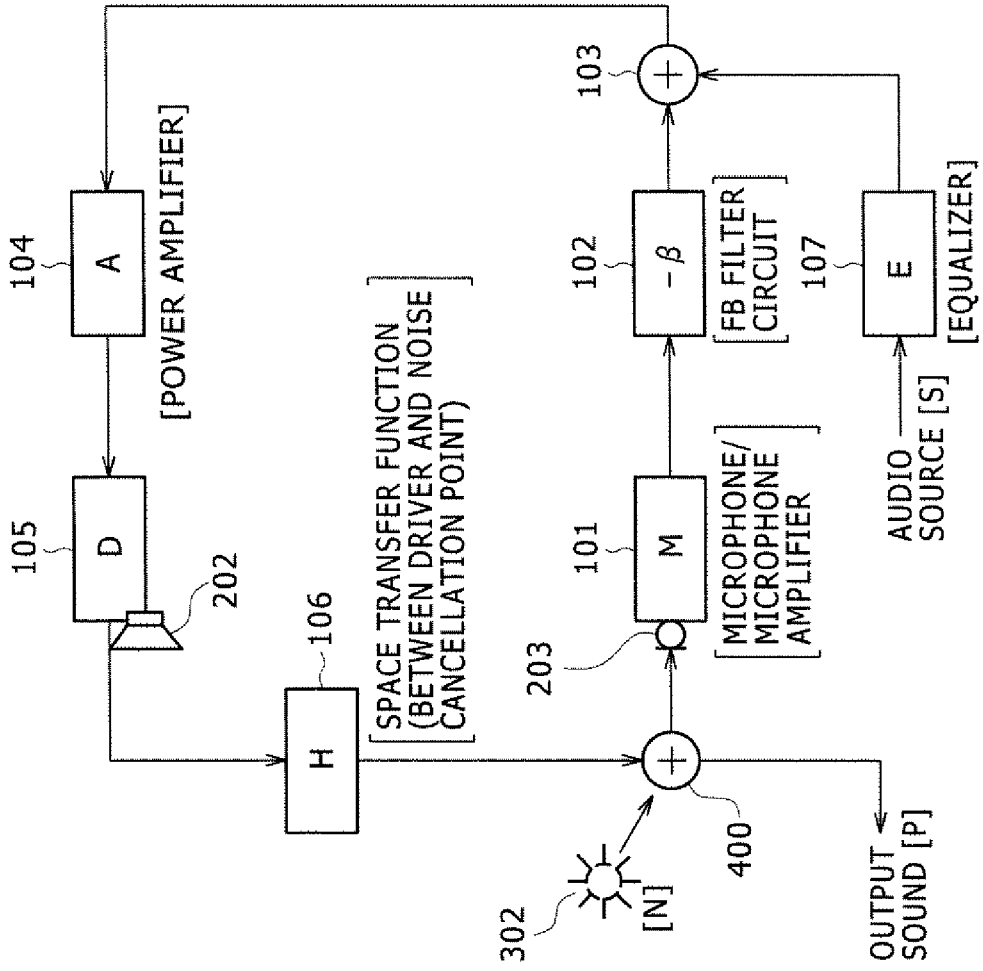 302
[N]
400
OUTPUT
SOUND [P]
106
H
SPACE TRANSFER FUNCTION
(BETWEEN DRIVER AND NOISE
CANCELLATION POINT)
105
D
202
104
A
[POWER AMPLIFIER]
203
101
M
MICROPHONE/
MICROPHONE
AMPLIFIER
102
-β
FB FILTER
CIRCUIT
103
+
+
107
E
[EQUALIZER]
AUDIO
SOURCE [S]